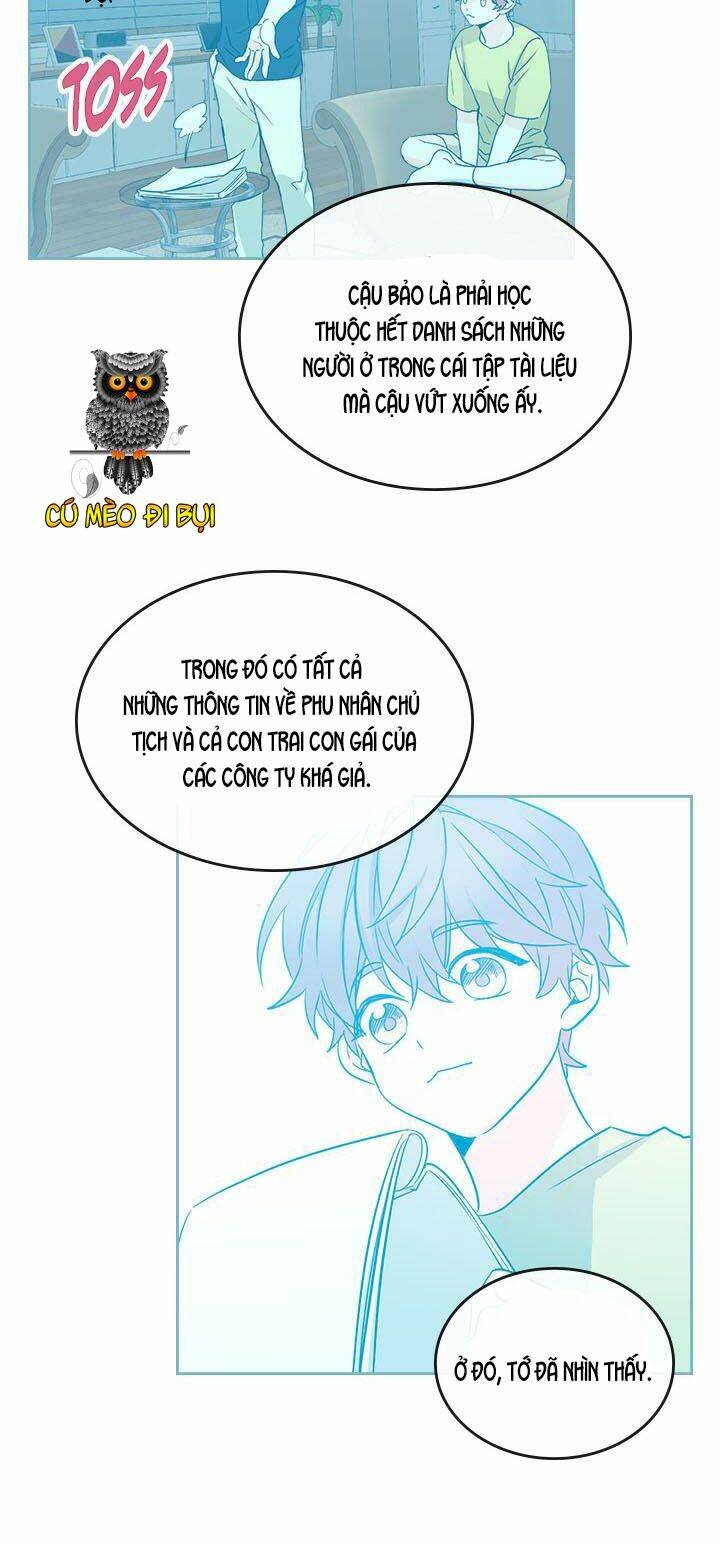 TOSS
CẬU BẢO LÀ PHẢI HỌC
THUỘC HẾT DANH SÁCH NHỮNG
NGƯỜI Ở TRONG CÁI TẬP TÀI LIỆU
MÀ CẬU VỨT XUỐNG ẤY.
CÚ MÈO ĐI BỤI
TRONG ĐÓ CÓ TẤT CẢ
NHỮNG THÔNG TIN VỀ PHU NHÂN CHỦ
TỊCH VÀ CẢ CON TRAI CON GÁI CỦA
CÁC CÔNG TY KHÁ GIẢ.
Ở ĐÓ, TỚ ĐÃ NHÌN THẤY.